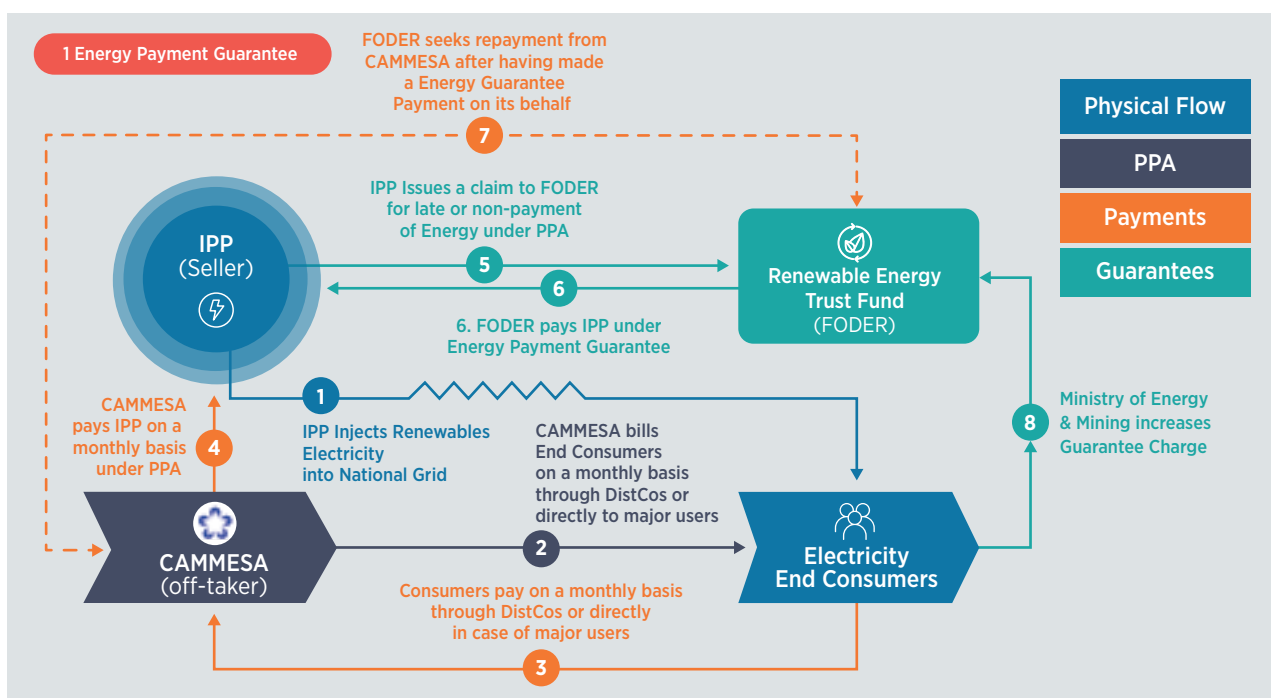 1 Energy Payment Guarantee
FODER seeks repayment from
CAMMESA after having made
a Energy Guarantee
Payment on its behalf
7
Physical Flow
PPA
Payments
Guarantees
IPP
(Seller)
IPP Issues a claim to FODER
for late or non-payment
of Energy under PPA
5
6
6. FODER pays IPP under
Energy Payment Guarantee
Renewable Energy
Trust Fund
(FODER)
CAMMESA
pays IPP on a
monthly basis
under PPA
4
1
IPP Injects Renewables
Electricity
into National Grid
CAMMESA bills
End Consumers
on a monthly basis
through DistCos or
directly to major users
8
Ministry of Energy
& Mining increases
Guarantee Charge
CAMMESA
(off-taker)
2
Electricity
End Consumers
Consumers pay on a monthly basis
through DistCos or directly
in case of major users
3